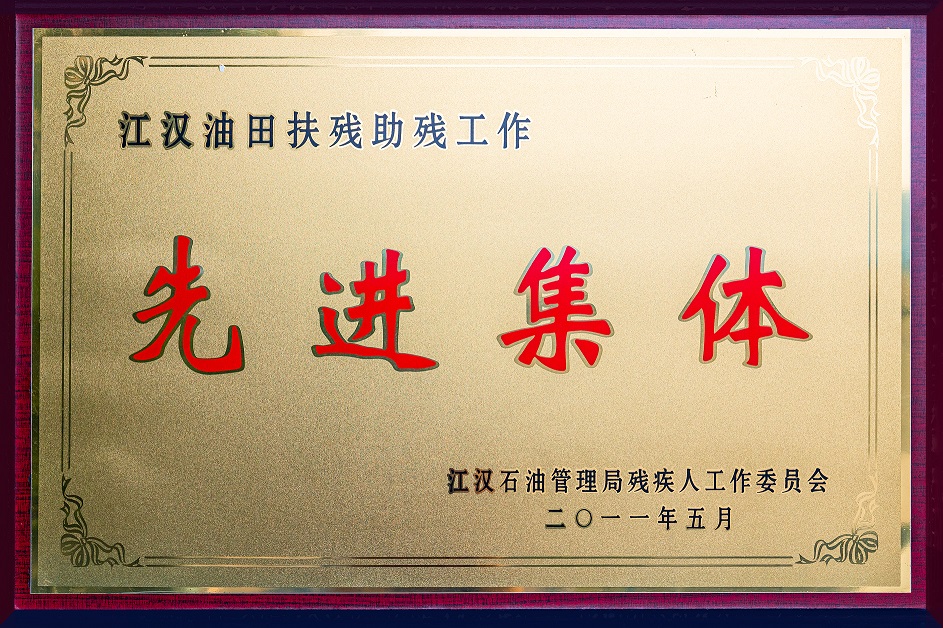 江汉油田扶残助残工作
先进集体
江汉石油管理局残疾人工作委员会
二〇一一年五月